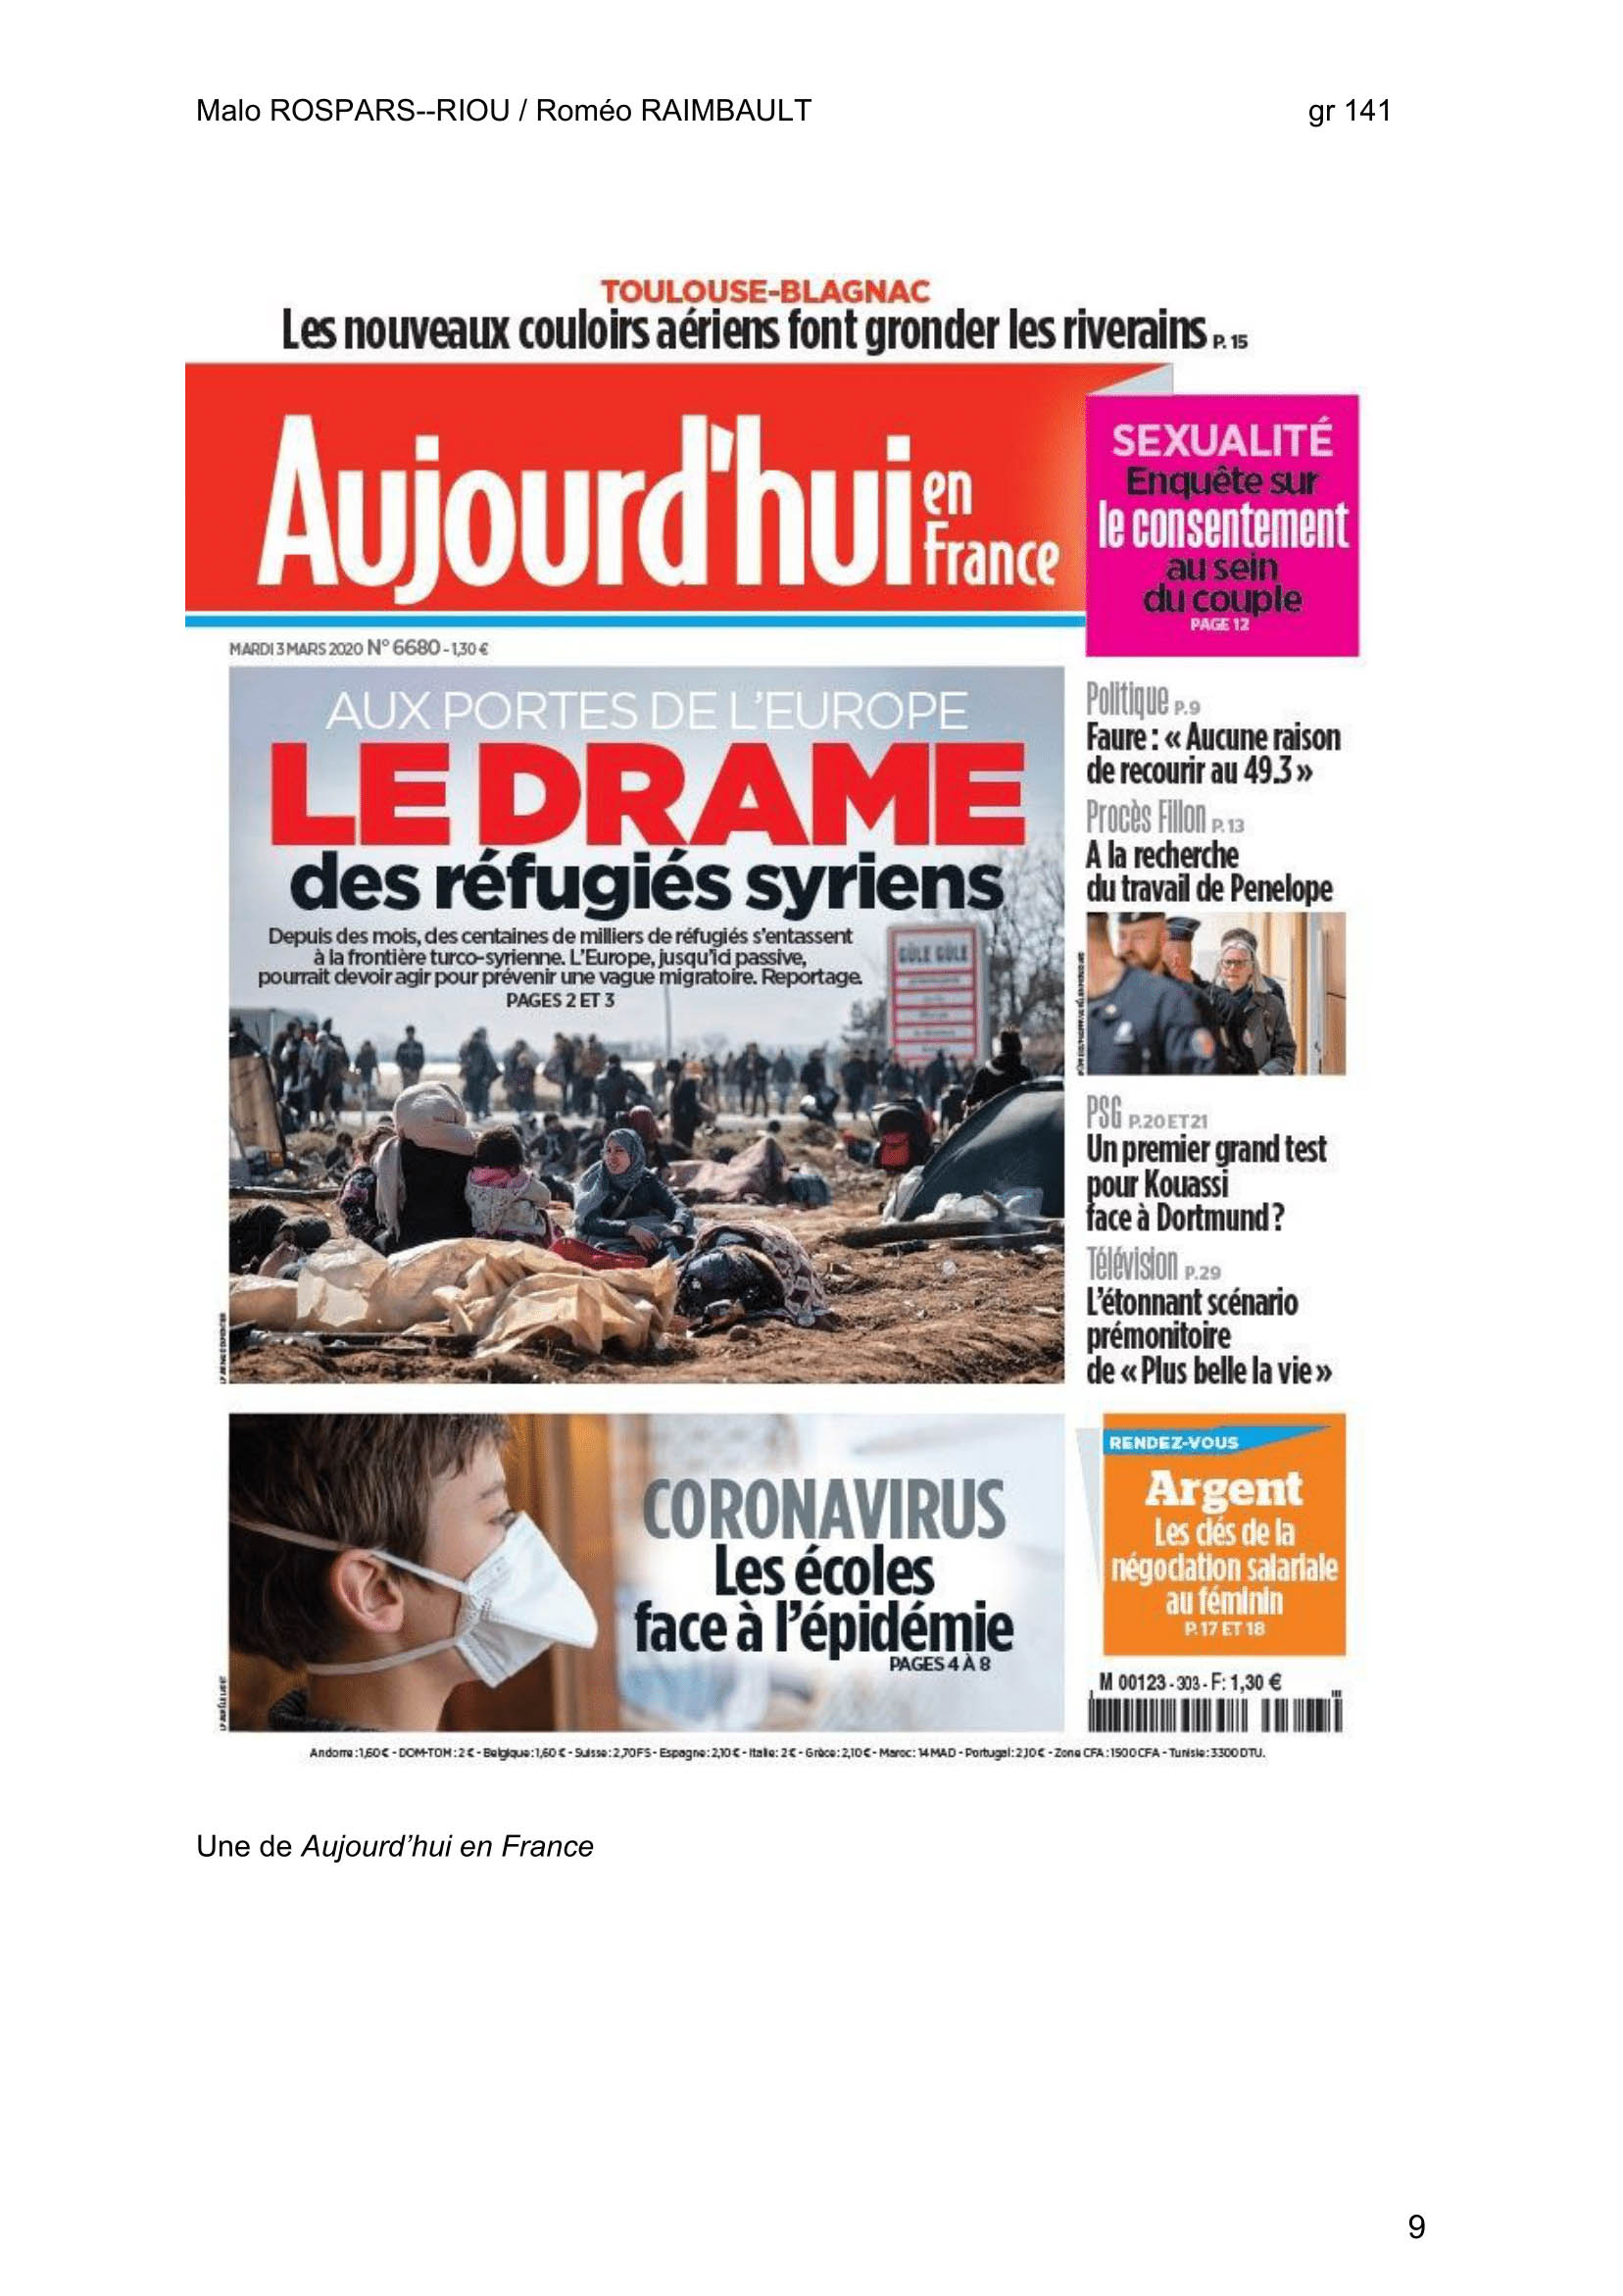 Malo ROSPARS--RIOU / Roméo RAIMBAULT
gr 141
TOULOUSE-BLAGNAC
Les nouveaux couloirs aériens font gronder les riverains P. 15
Aujourd'hui en France
SEXUALITÉ
Enquête sur
le consentement
au sein
du couple
PAGE 12
MARDI 3 MARS 2020 N° 6680 - 1,30 €
AUX PORTES DE L'EUROPE
LE DRAME
des réfugiés syriens
Depuis des mois, des centaines de milliers de réfugiés s'entassent
à la frontière turco-syrienne. L'Europe, jusqu'ici passive,
pourrait devoir agir pour prévenir une vague migratoire. Reportage.
PAGES 2 ET 3
GÜLE GÜLE
Politique P.9
Faure : « Aucune raison
de recourir au 49.3 »
Procès Fillon P.13
A la recherche
du travail de Penelope
PSG P.20 ET 21
Un premier grand test
pour Kouassi
face à Dortmund ?
Télévision P.29
L'étonnant scénario
prémonitoire
de « Plus belle la vie »
CORONAVIRUS
Les écoles
face à l'épidémie
PAGES 4 À 8
RENDEZ-VOUS
Argent
Les clés de la
négociation salariale
au féminin
P. 17 ET 18
M 00123 - 303 - F: 1,30 €
Andorre : 1,60 € - DOM-TOM : 2 € - Belgique : 1,60 € - Suisse : 2,70 FS - Espagne : 2,10 € - Italie : 2 € - Grèce : 2,10 € - Maroc : 14 MAD - Portugal : 2,10 € - Zone CFA : 1500 CFA - Tunisie : 3300 DTU.
Une de Aujourd'hui en France
9